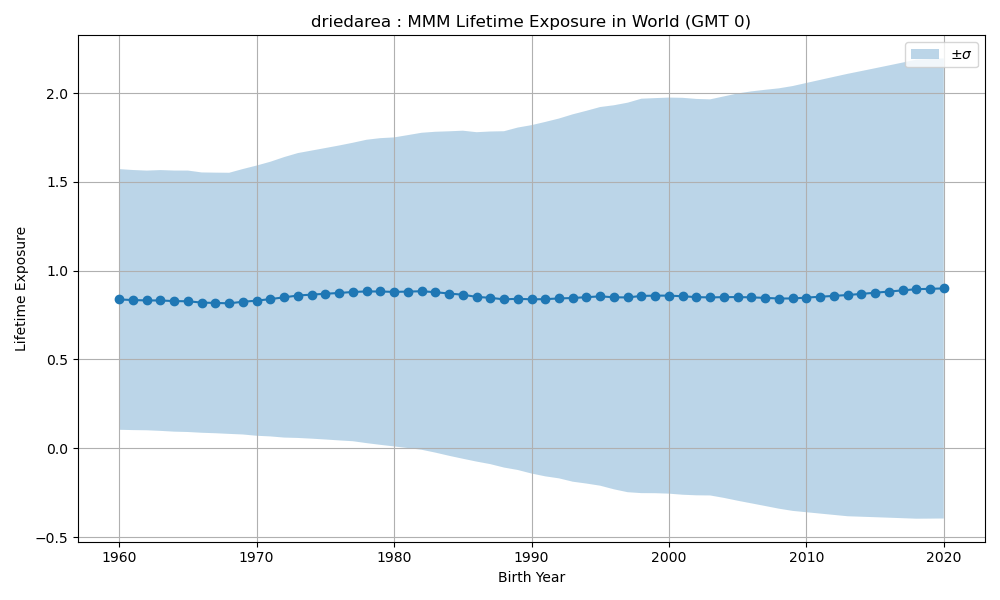 driedarea : MMM Lifetime Exposure in World (GMT 0)
±σ
Lifetime Exposure
2.0
1.5
1.0
0.5
0.0
−0.5
1960 1970 1980 1990 2000 2010 2020
Birth Year